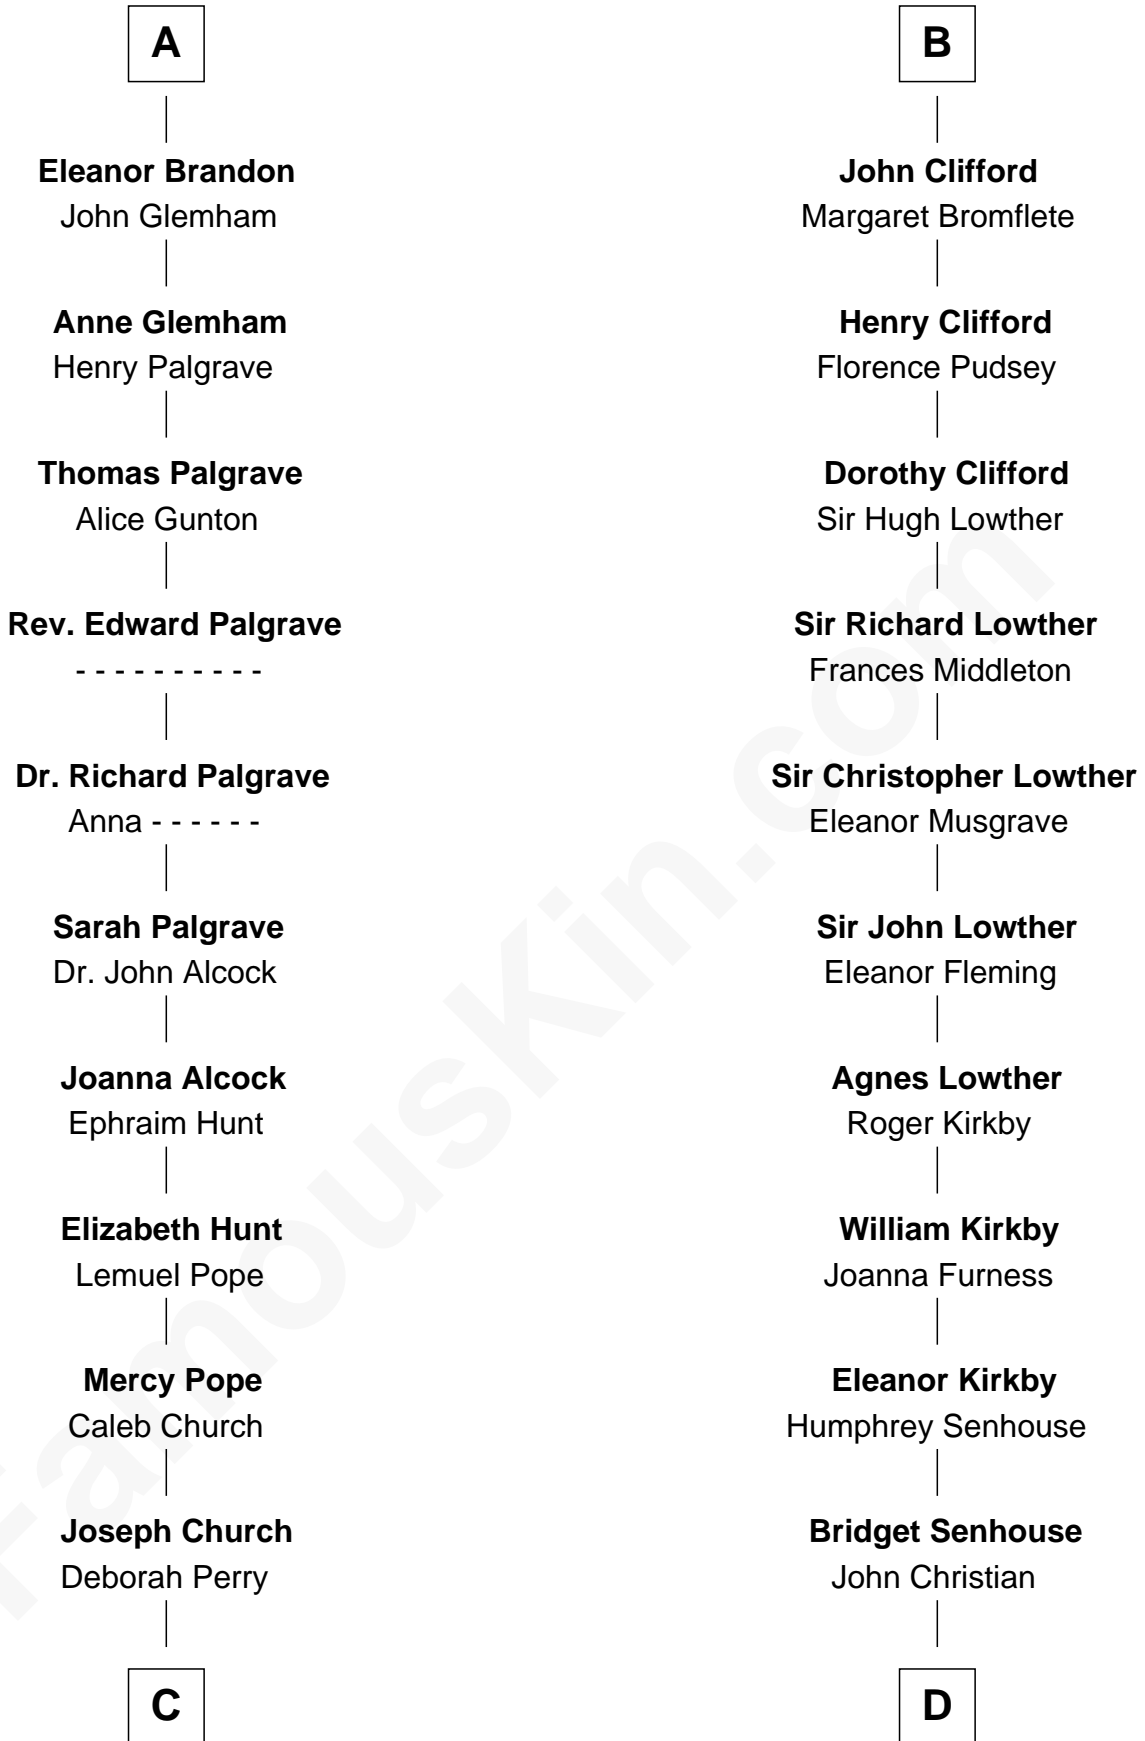 A
Eleanor Brandon
John Glemham
Anne Glemham
Henry Palgrave
Thomas Palgrave
Alice Gunton
Rev. Edward Palgrave
- - - - - - - - - -
Dr. Richard Palgrave
Anna - - - - - -
Sarah Palgrave
Dr. John Alcock
Joanna Alcock
Ephraim Hunt
Elizabeth Hunt
Lemuel Pope
Mercy Pope
Caleb Church
Joseph Church
Deborah Perry
C
B
John Clifford
Margaret Bromflete
Henry Clifford
Florence Pudsey
Dorothy Clifford
Sir Hugh Lowther
Sir Richard Lowther
Frances Middleton
Sir Christopher Lowther
Eleanor Musgrave
Sir John Lowther
Eleanor Fleming
Agnes Lowther
Roger Kirkby
William Kirkby
Joanna Furness
Eleanor Kirkby
Humphrey Senhouse
Bridget Senhouse
John Christian
D
FamousKin.com